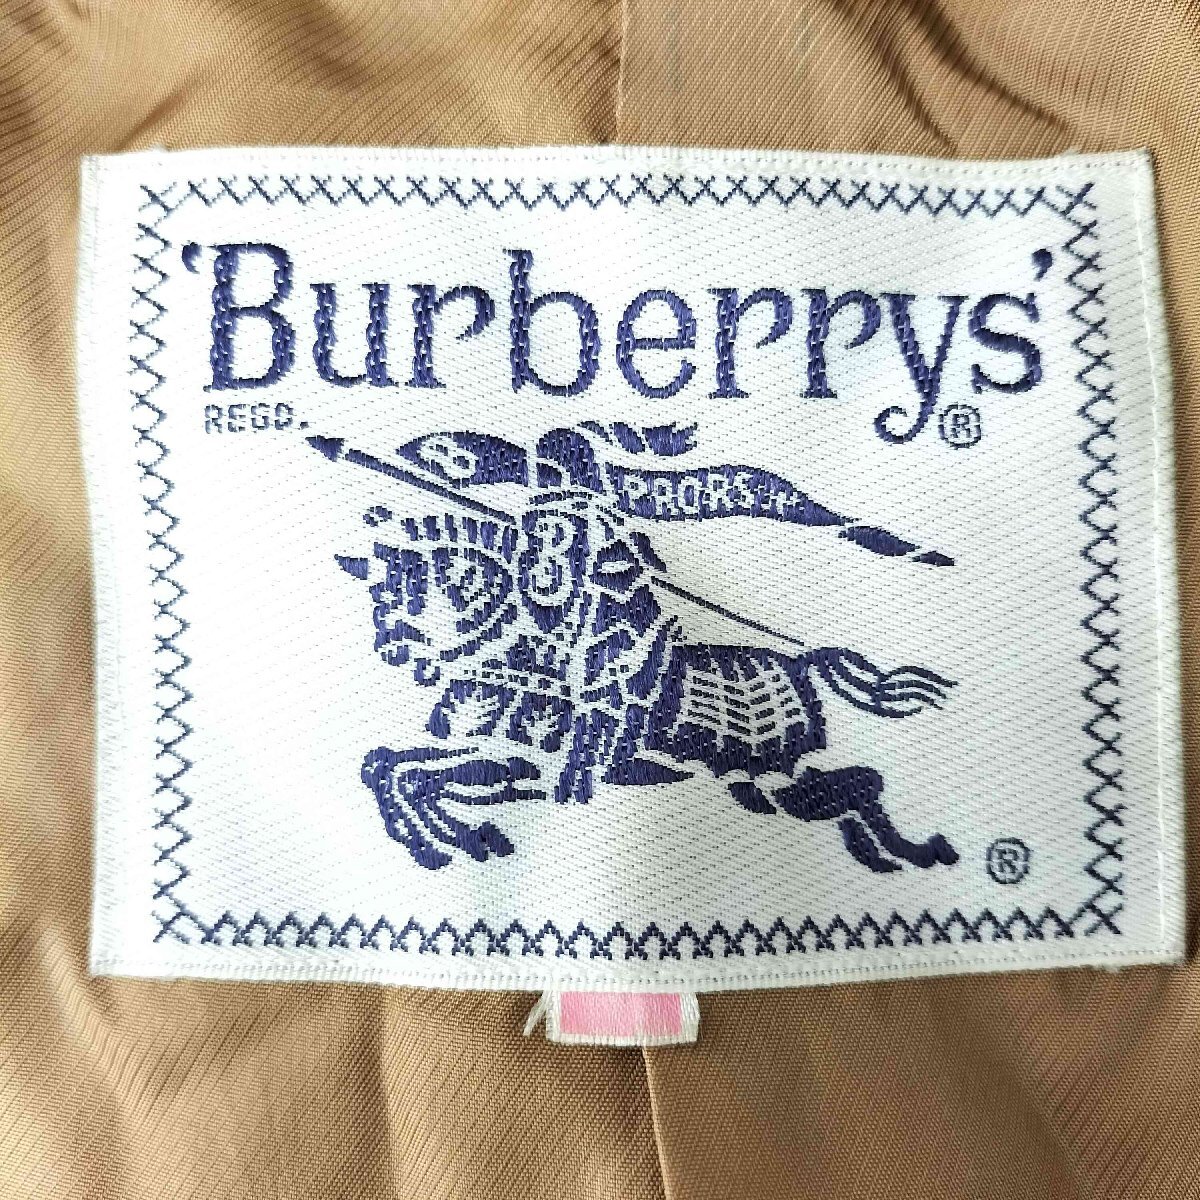 'Burberrys'
REGD. ®
B PRORSUM
B
®